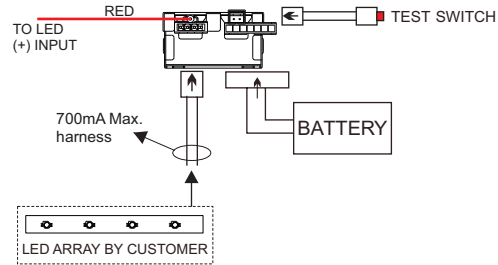 RED
TO LED
(+) INPUT
TEST SWITCH
700mA Max.
harness
BATTERY
LED ARRAY BY CUSTOMER